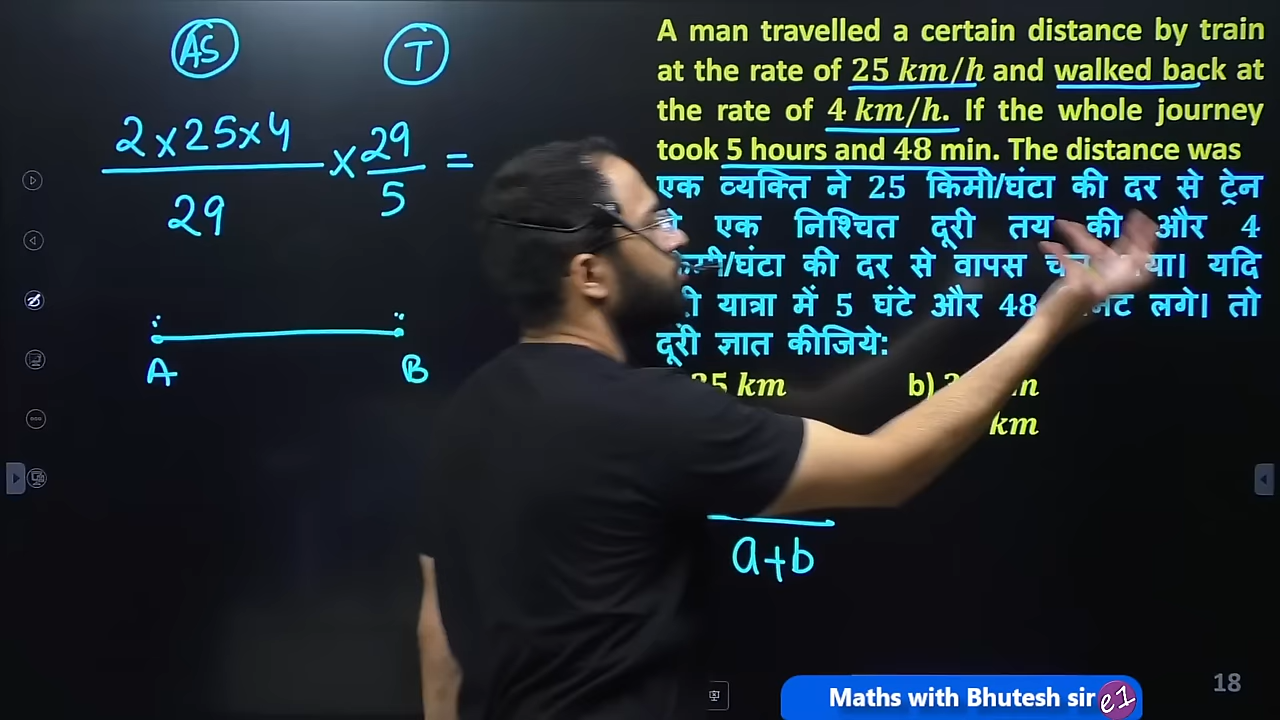 AS T
2×25×4
29
× 29
5
=
A B
A man travelled a certain distance by train
at the rate of 25 km/h and walked back at
the rate of 4 km/h. If the whole journey
took 5 hours and 48 min. The distance was
एक व्यक्ति ने 25 किमी/घंटा की दर से ट्रेन
एक निश्चित दूरी तय की और 4
/घंटा की दर से वापस यदि
यात्रा में 5 घंटे और 48 लगे। तो
दूरी ज्ञात कीजिये:
km b)
km
a+b
18
Maths with Bhutesh sir e1